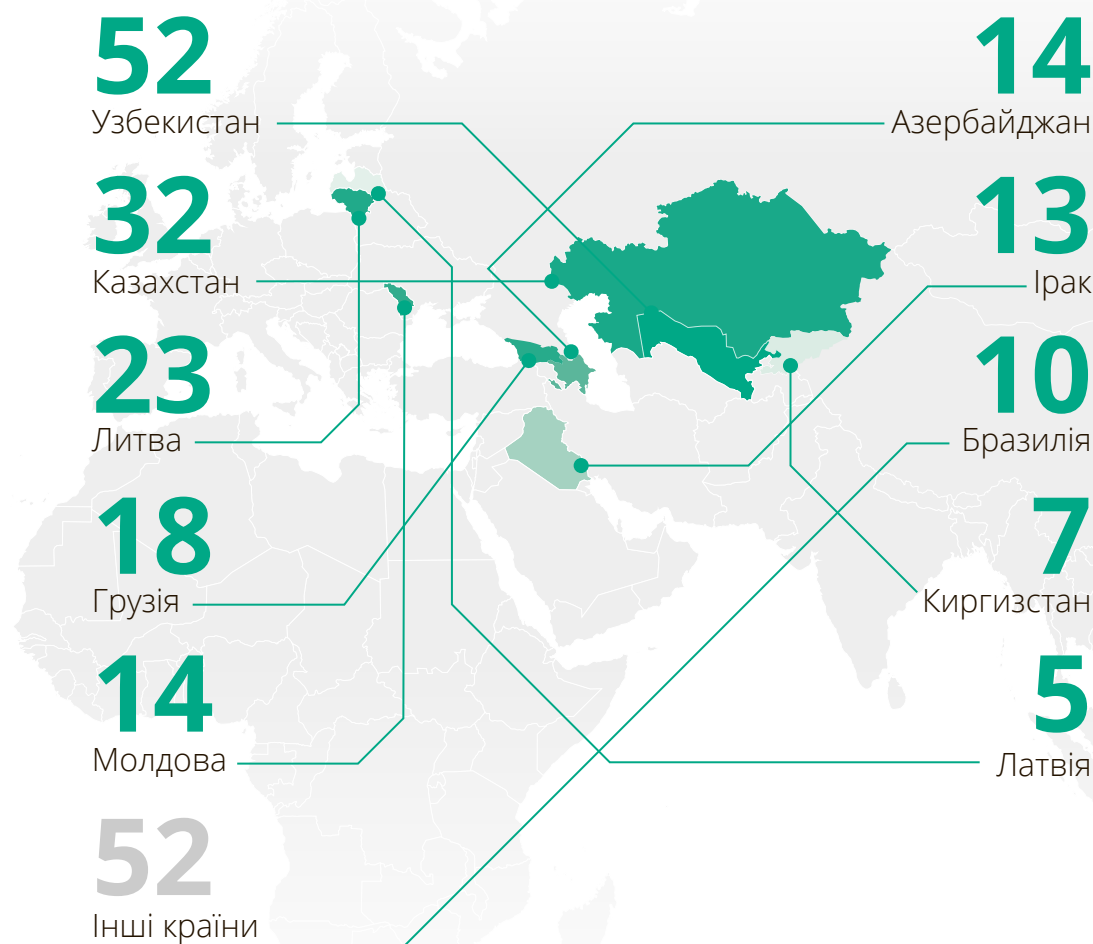 52
Узбекистан
32
Казахстан
23
Литва
18
Грузія
14
Молдова
52
Інші країни
14
Азербайджан
13
Ірак
10
Бразилія
7
Киргизстан
5
Латвія